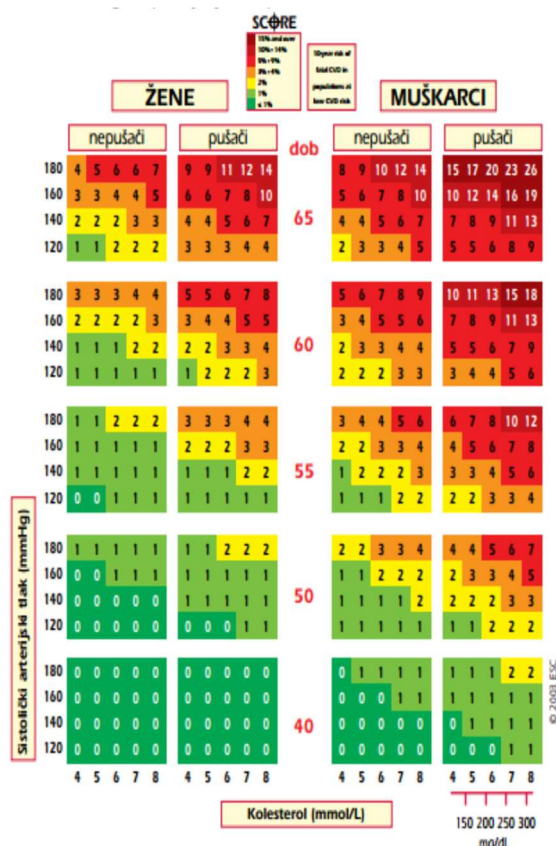 SCORE
15% and over
10% - 14%
5% - 9%
3% - 4%
2%
1%
< 1%
10-year risk of
fatal CVD in
populations at
low CVD risk
ŽENE
MUŠKARCI
nepušači
pušači
dob
nepušači
pušači
180 4 5 6 6 7 9 9 11 12 14 8 9 10 12 14 15 17 20 23 26
160 3 3 4 4 5 6 6 7 8 10 5 6 7 8 10 10 12 14 16 19
65
140 2 2 2 3 3 4 4 5 6 7 4 4 5 6 7 7 8 9 11 13
120 1 1 2 2 2 3 3 3 4 4 2 3 3 4 5 5 5 6 8 9
180 3 3 3 4 4 5 5 6 7 8 5 6 7 8 9 10 11 13 15 18
160 2 2 2 2 3 3 4 4 5 5 3 4 5 5 6 7 8 9 11 13
60
140 1 1 1 2 2 2 2 3 3 4 2 3 3 4 4 5 5 6 7 9
120 1 1 1 1 1 1 2 2 2 3 2 2 2 3 3 3 4 4 5 6
180 1 1 2 2 2 3 3 3 4 4 3 4 4 5 6 6 7 8 10 12
160 1 1 1 1 1 2 2 2 3 3 2 2 3 3 4 4 5 6 7 8
55
140 1 1 1 1 1 1 1 1 2 2 1 2 2 2 3 3 3 4 5 6
120 0 0 1 1 1 1 1 1 1 1 1 1 1 2 2 2 2 3 3 4
180 1 1 1 1 1 1 1 2 2 2 2 2 3 3 4 4 4 5 6 7
160 0 0 1 1 1 1 1 1 1 1 1 1 2 2 2 2 3 3 4 5
50
140 0 0 0 0 0 1 1 1 1 1 1 1 1 1 2 2 2 2 3 3
120 0 0 0 0 0 0 0 0 1 1 1 1 1 1 1 1 1 2 2 2
180 0 0 0 0 0 0 0 0 0 0 0 1 1 1 1 1 1 1 2 2
160 0 0 0 0 0 0 0 0 0 0 0 0 0 1 1 1 1 1 1 1
40
140 0 0 0 0 0 0 0 0 0 0 0 0 0 0 0 0 1 1 1 1
120 0 0 0 0 0 0 0 0 0 0 0 0 0 0 0 0 0 0 1 1
4 5 6 7 8 4 5 6 7 8 4 5 6 7 8 4 5 6 7 8
Sistolički arterijski tlak (mmHg)
© 2003 ESC
Kolesterol (mmol/L)
150 200 250 300
mg/dl